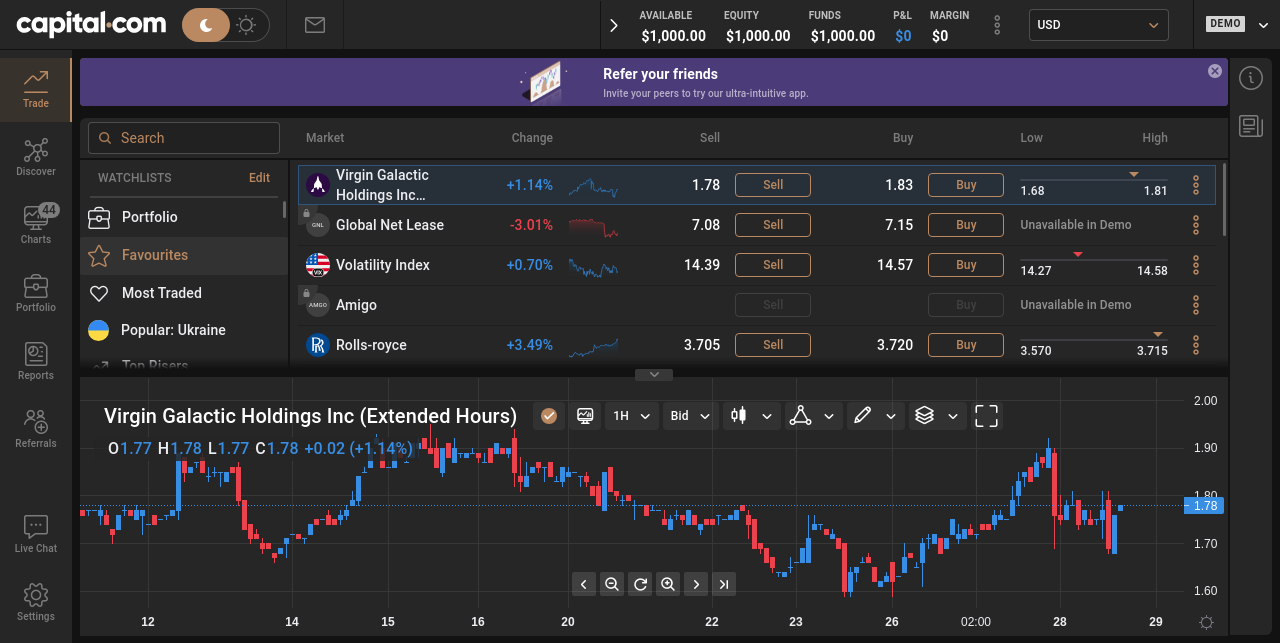 capital.com
AVAILABLE EQUITY FUNDS P&L MARGIN
$1,000.00 $1,000.00 $1,000.00 $0 $0
USD
DEMO
Refer your friends
Invite your peers to try our ultra-intuitive app.
Trade
Discover
44
Charts
Portfolio
Reports
Referrals
Live Chat
Settings
Search
WATCHLISTS Edit
Portfolio
Favourites
Most Traded
Popular: Ukraine
Top Risers
Market Change Sell Buy Low High
Virgin Galactic
Holdings Inc… +1.14% 1.78 Sell 1.83 Buy 1.68 1.81
GNL Global Net Lease -3.01% 7.08 Sell 7.15 Buy Unavailable in Demo
VIX Volatility Index +0.70% 14.39 Sell 14.57 Buy 14.27 14.58
AMGO Amigo Sell Buy Unavailable in Demo
RR Rolls-royce +3.49% 3.705 Sell 3.720 Buy 3.570 3.715
Virgin Galactic Holdings Inc (Extended Hours) 1H Bid
O1.77 H1.78 L1.77 C1.78 +0.02 (+1.14%)
2.00
1.90
1.80
1.78
1.70
1.60
12 14 15 16 20 22 23 26 02:00 28 29